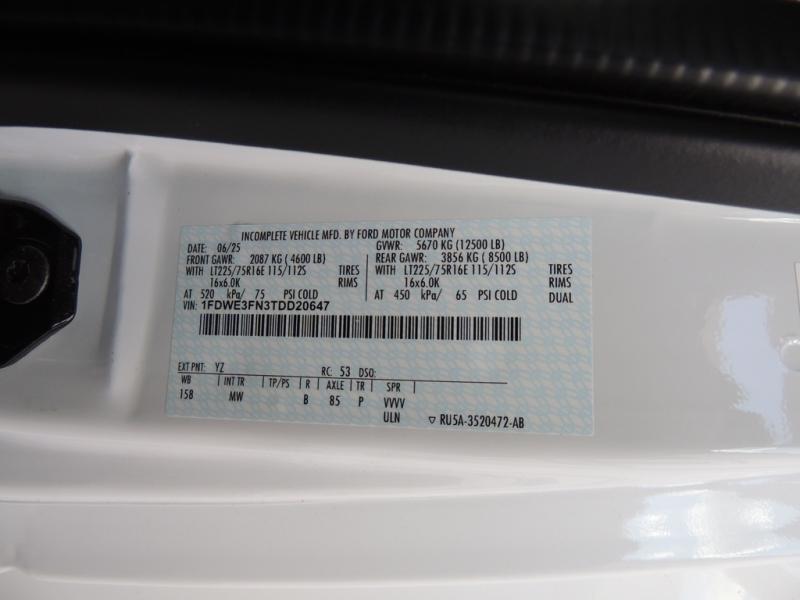 INCOMPLETE VEHICLE MFD. BY FORD MOTOR COMPANY
DATE: 06/25 GVWR: 5670 KG (12500 LB)
FRONT GAWR: 2087 KG ( 4600 LB) REAR GAWR: 3856 KG ( 8500 LB)
WITH LT225/75R16E 115/112S TIRES WITH LT225/75R16E 115/112S TIRES
16x6.0K RIMS 16x6.0K RIMS
AT 520 kPa/ 75 PSI COLD AT 450 kPa/ 65 PSI COLD DUAL
VIN: 1FDWE3FN3TDD20647
EXT PNT: YZ RC: 53 DSO:
WB INT TR TP/PS R AXLE TR SPR
158 MW B 85 P VVVV
ULN ▽ RU5A-3520472-AB